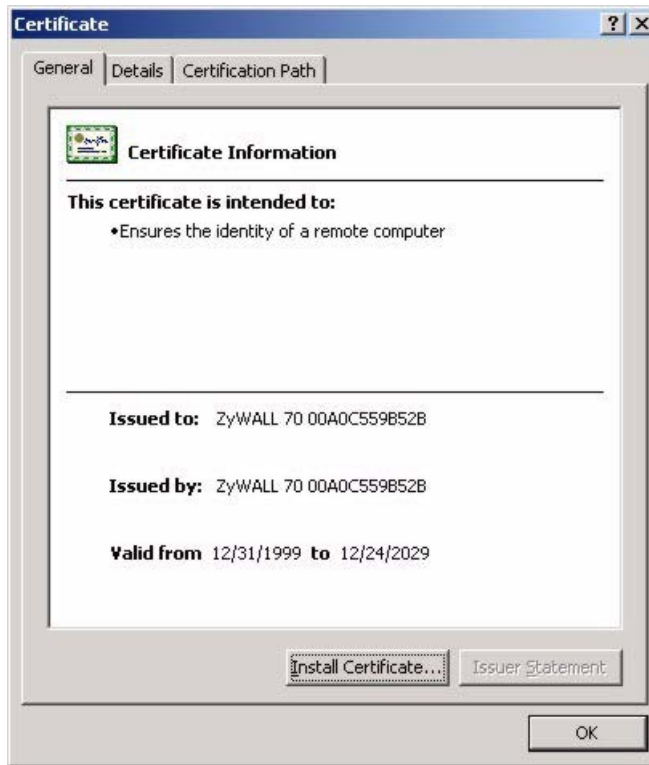 Certificate
General
Details
Certification Path
Certificate Information
This certificate is intended to:
•Ensures the identity of a remote computer
Issued to: ZyWALL 70 00A0C559B52B
Issued by: ZyWALL 70 00A0C559B52B
Valid from 12/31/1999 to 12/24/2029
Install Certificate...
Issuer Statement
OK